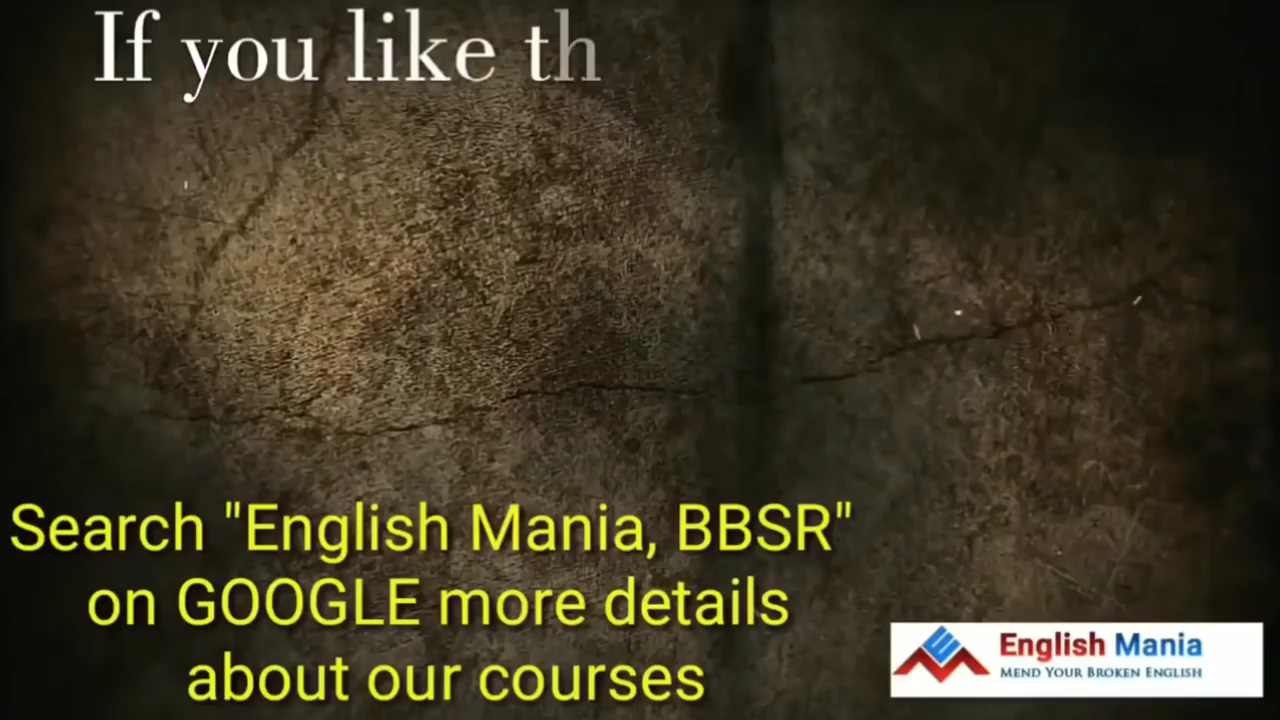 If you like th
Search "English Mania, BBSR"
on GOOGLE more details
about our courses
English Mania
MEND YOUR BROKEN ENGLISH